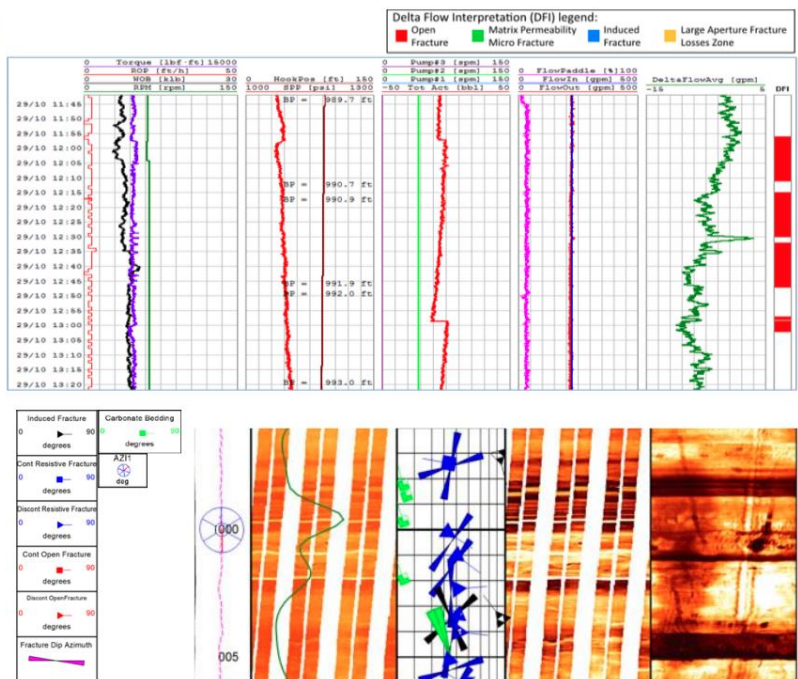 Delta Flow Interpretation (DFI) legend:
Open Fracture
Matrix Permeability Micro Fracture
Induced Fracture
Large Aperture Fracture Losses Zone
0 Torque [lbf-ft] 15000
0 ROP [ft/h] 50
0 WOB [klb] 30
0 RPM [rpm] 150
0 HookPos [ft] 150
1000 SPP [psi] 1300
0 Pump#3 [spm] 150
0 Pump#2 [spm] 150
0 Pump#1 [spm] 150
-50 Tot Act [bbl] 50
0 FlowPaddle [%] 100
0 FlowIn [gpm] 500
0 FlowOut [gpm] 500
DeltaFlowAvg [gpm]
-15 5
DFI
29/10 11:45
29/10 11:50
29/10 11:55
29/10 12:00
29/10 12:05
29/10 12:10
29/10 12:15
29/10 12:20
29/10 12:25
29/10 12:30
29/10 12:35
29/10 12:40
29/10 12:45
29/10 12:50
29/10 12:55
29/10 13:00
29/10 13:05
29/10 13:10
29/10 13:15
29/10 13:20
BP = 989.7 ft
BP = 990.7 ft
BP = 990.9 ft
BP = 991.9 ft
BP = 992.0 ft
BP = 993.0 ft
Induced Fracture
0 90
degrees
Carbonate Bedding
0 90
degrees
AZI1
deg
Cont Resistive Fracture
0 90
degrees
Discont Resistive Fracture
0 90
degrees
Cont Open Fracture
0 90
degrees
Discont OpenFracture
0 90
degrees
Fracture Dip Azimuth
1000
005